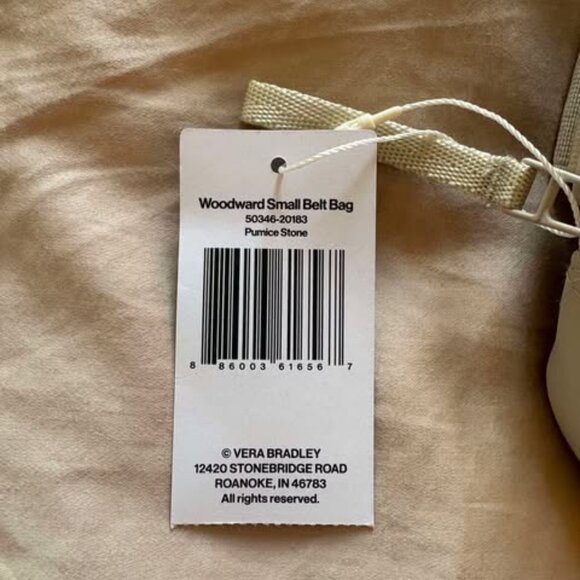 Woodward Small Belt Bag
50346-20183
Pumice Stone
8 86003 61656 7
© VERA BRADLEY
12420 STONEBRIDGE ROAD
ROANOKE, IN 46783
All rights reserved.